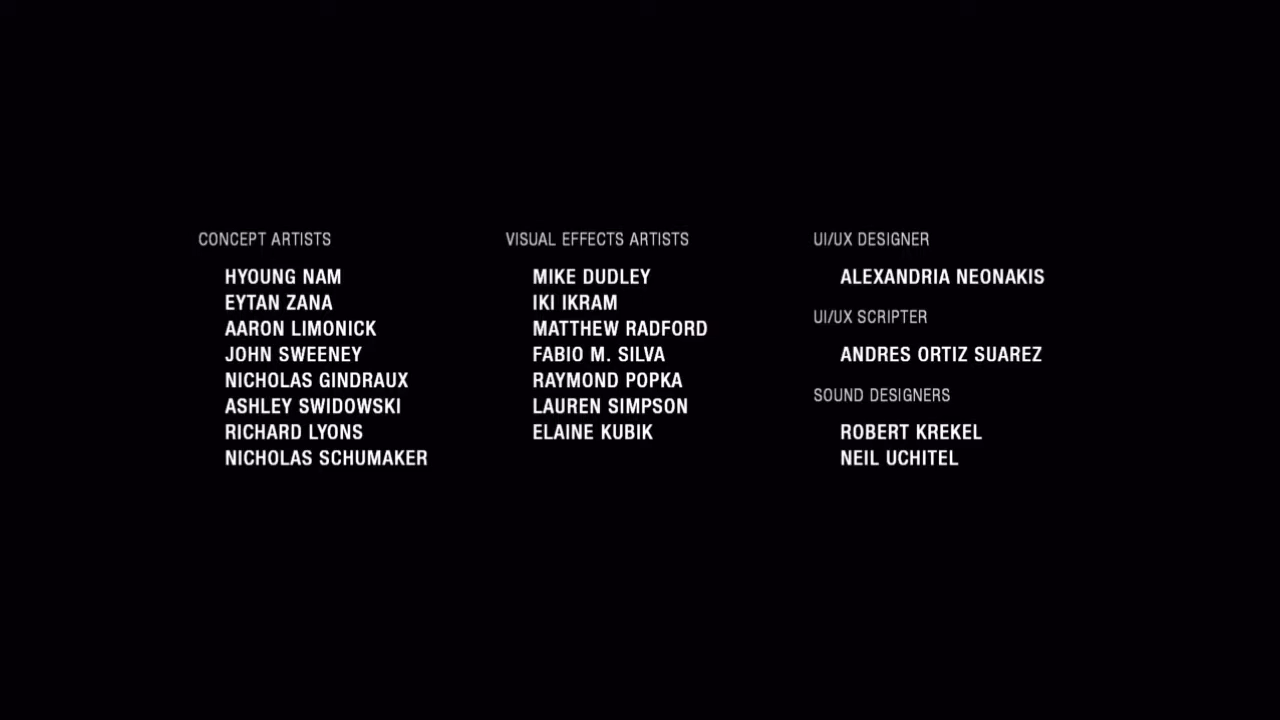 CONCEPT ARTISTS
HYOUNG NAM
EYTAN ZANA
AARON LIMONICK
JOHN SWEENEY
NICHOLAS GINDRAUX
ASHLEY SWIDOWSKI
RICHARD LYONS
NICHOLAS SCHUMAKER
VISUAL EFFECTS ARTISTS
MIKE DUDLEY
IKI IKRAM
MATTHEW RADFORD
FABIO M. SILVA
RAYMOND POPKA
LAUREN SIMPSON
ELAINE KUBIK
UI/UX DESIGNER
ALEXANDRIA NEONAKIS
UI/UX SCRIPTER
ANDRES ORTIZ SUAREZ
SOUND DESIGNERS
ROBERT KREKEL
NEIL UCHITEL